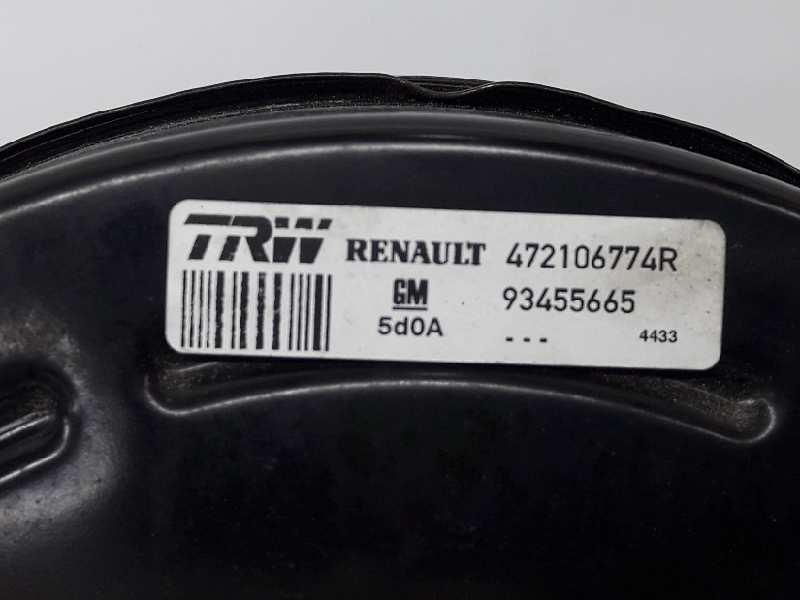 TRW RENAULT 472106774R
GM 93455665
5d0A --- 4433